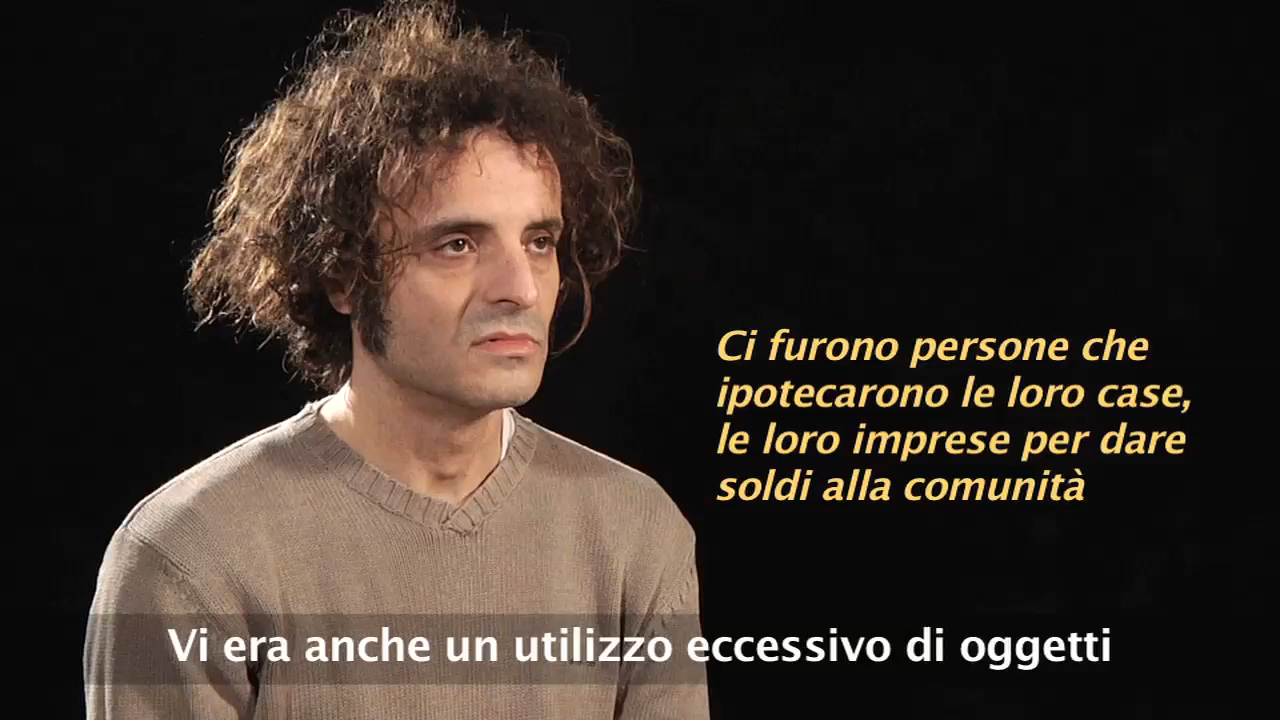 Ci furono persone che
ipotecarono le loro case,
le loro imprese per dare
soldi alla comunità
Vi era anche un utilizzo eccessivo di oggetti